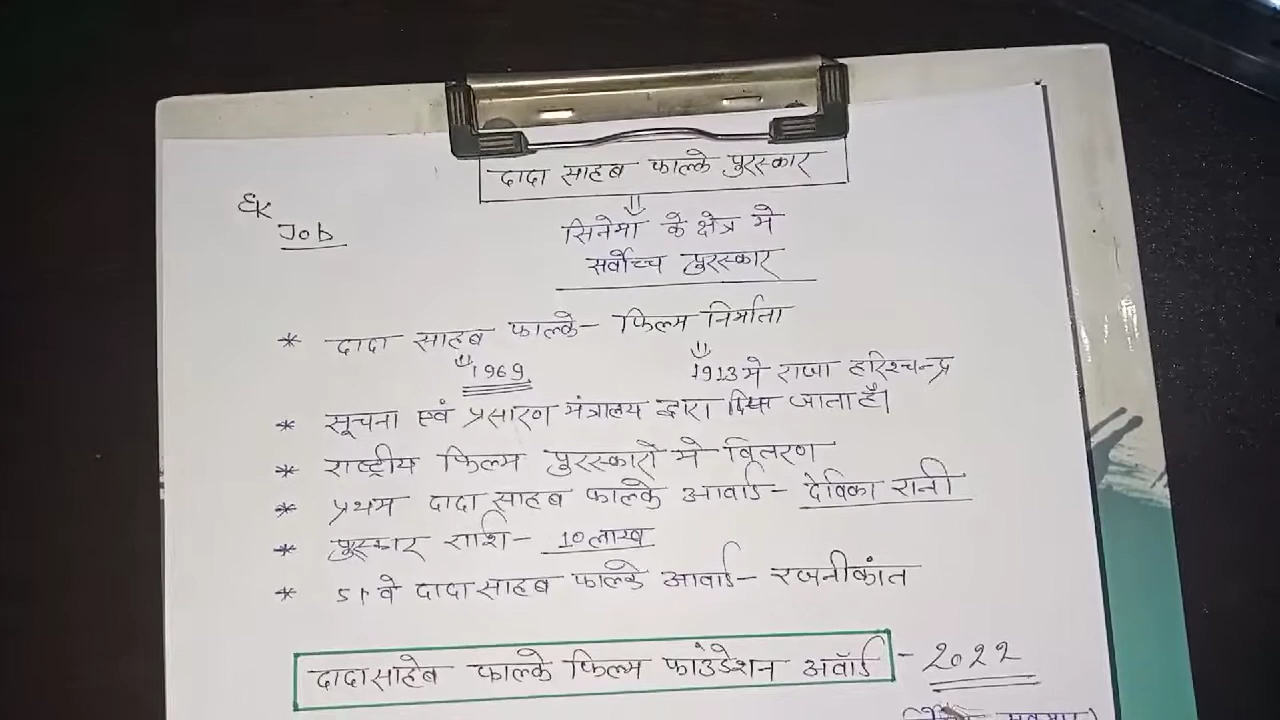 दादा साहब फाल्के पुरस्कार
EK
Job
सिनेमा के क्षेत्र मे
सर्वोच्च पुरस्कार
* दादा साहब फाल्के- फिल्म निर्माता
1969 1913 मे राजा हरिश्चन्द्र
* सूचना एवं प्रसारण मंत्रालय द्वारा दिया जाता है।
* राष्ट्रीय फिल्म पुरस्कारो मे वितरण
* प्रथम दादा साहब फाल्के आवार्ड- देविका रानी
* पुरस्कार राशि- 10 लाख
* 51 वे दादा साहब फाल्के आवार्ड- रजनीकांत
दादासाहेब फाल्के फिल्म फाउंडेशन अवॉर्ड - 2022